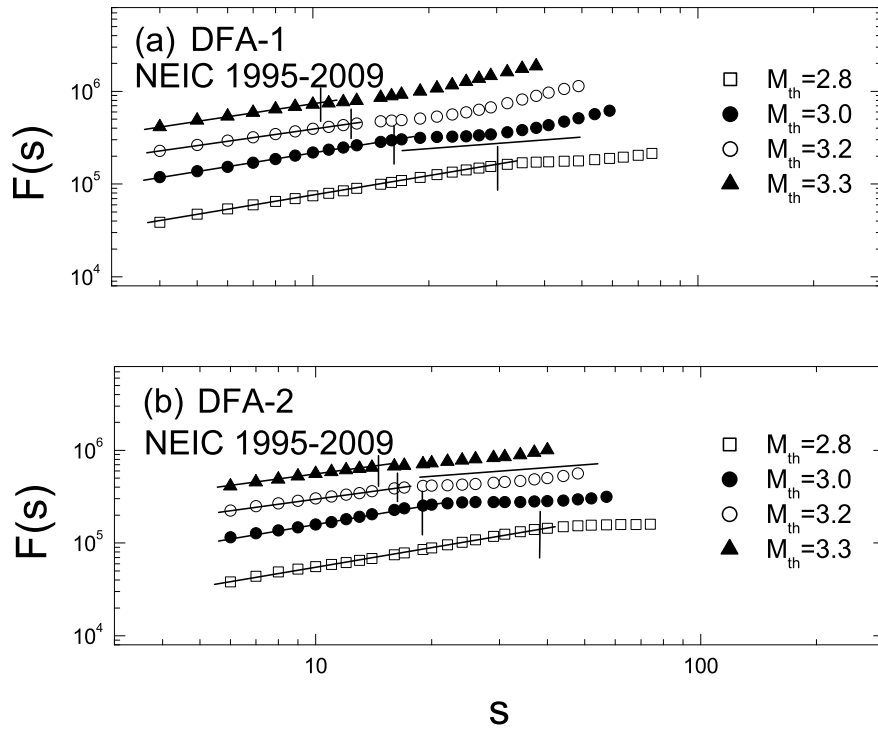 (a) DFA-1
NEIC 1995-2009
10^6
10^5
10^4
F(s)
M_th=2.8
M_th=3.0
M_th=3.2
M_th=3.3
(b) DFA-2
NEIC 1995-2009
10^6
10^5
10^4
F(s)
M_th=2.8
M_th=3.0
M_th=3.2
M_th=3.3
10
100
s